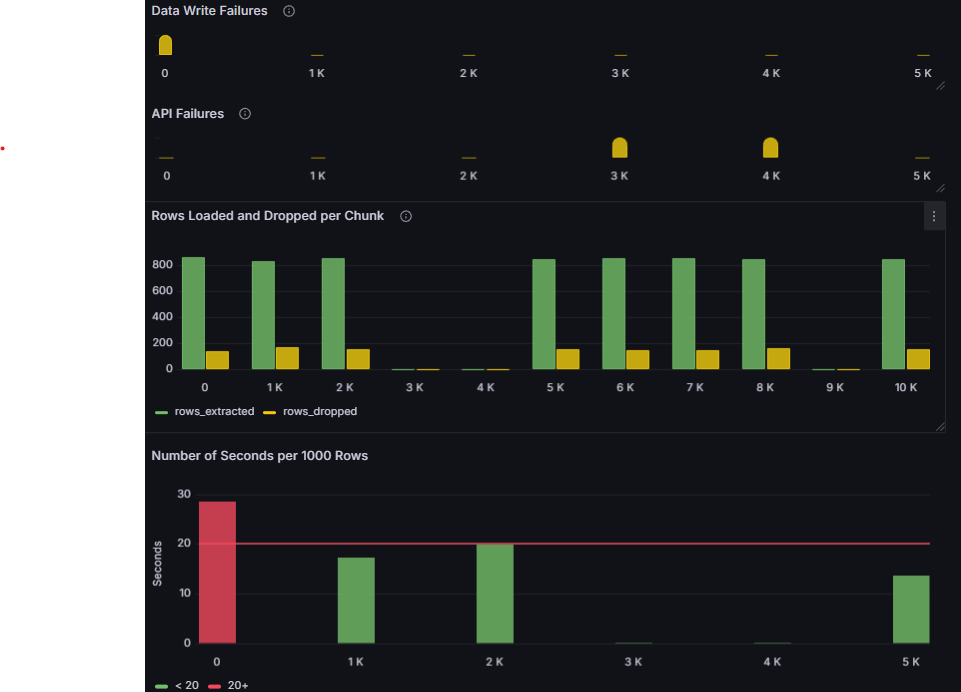 Data Write Failures
0 1 K 2 K 3 K 4 K 5 K
API Failures
0 1 K 2 K 3 K 4 K 5 K
Rows Loaded and Dropped per Chunk
800
600
400
200
0
0 1 K 2 K 3 K 4 K 5 K 6 K 7 K 8 K 9 K 10 K
rows_extracted rows_dropped
Number of Seconds per 1000 Rows
Seconds
30
20
10
0
0 1 K 2 K 3 K 4 K 5 K
< 20 20+